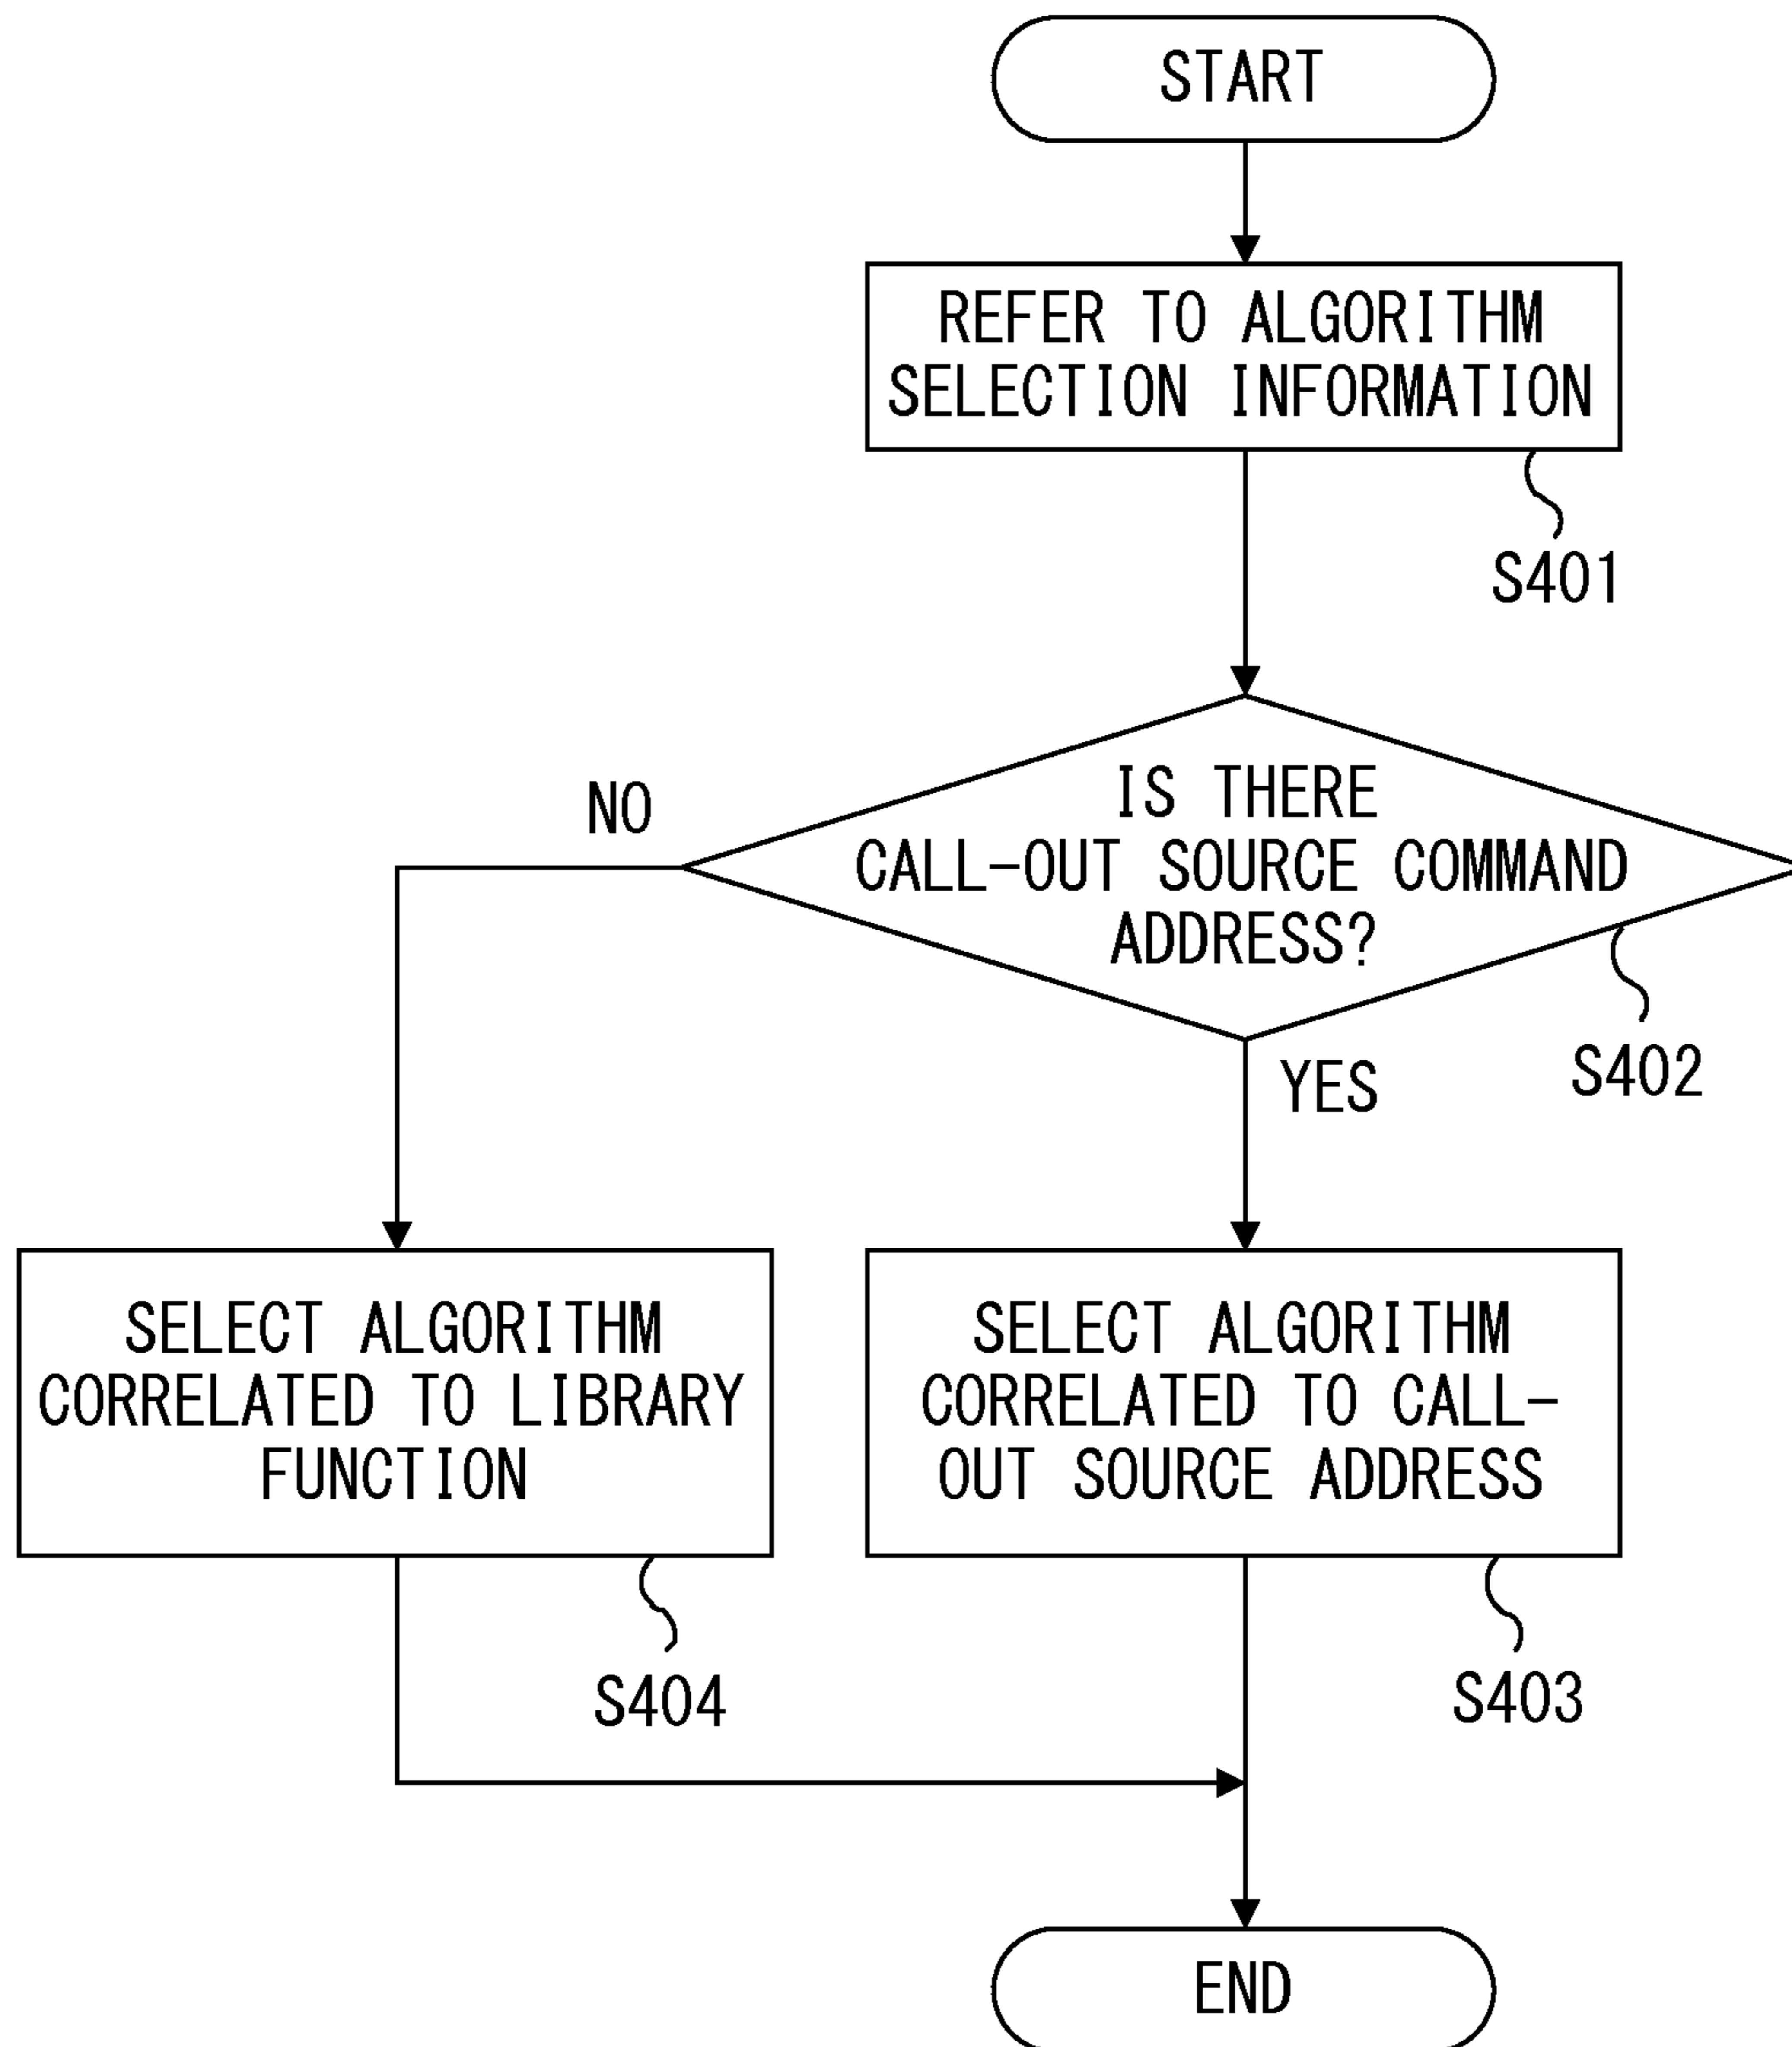 START
REFER TO ALGORITHM
SELECTION INFORMATION
S401
IS THERE
CALL-OUT SOURCE COMMAND
ADDRESS?
NO
S402
YES
SELECT ALGORITHM
CORRELATED TO LIBRARY
FUNCTION
SELECT ALGORITHM
CORRELATED TO CALL-
OUT SOURCE ADDRESS
S404
S403
END